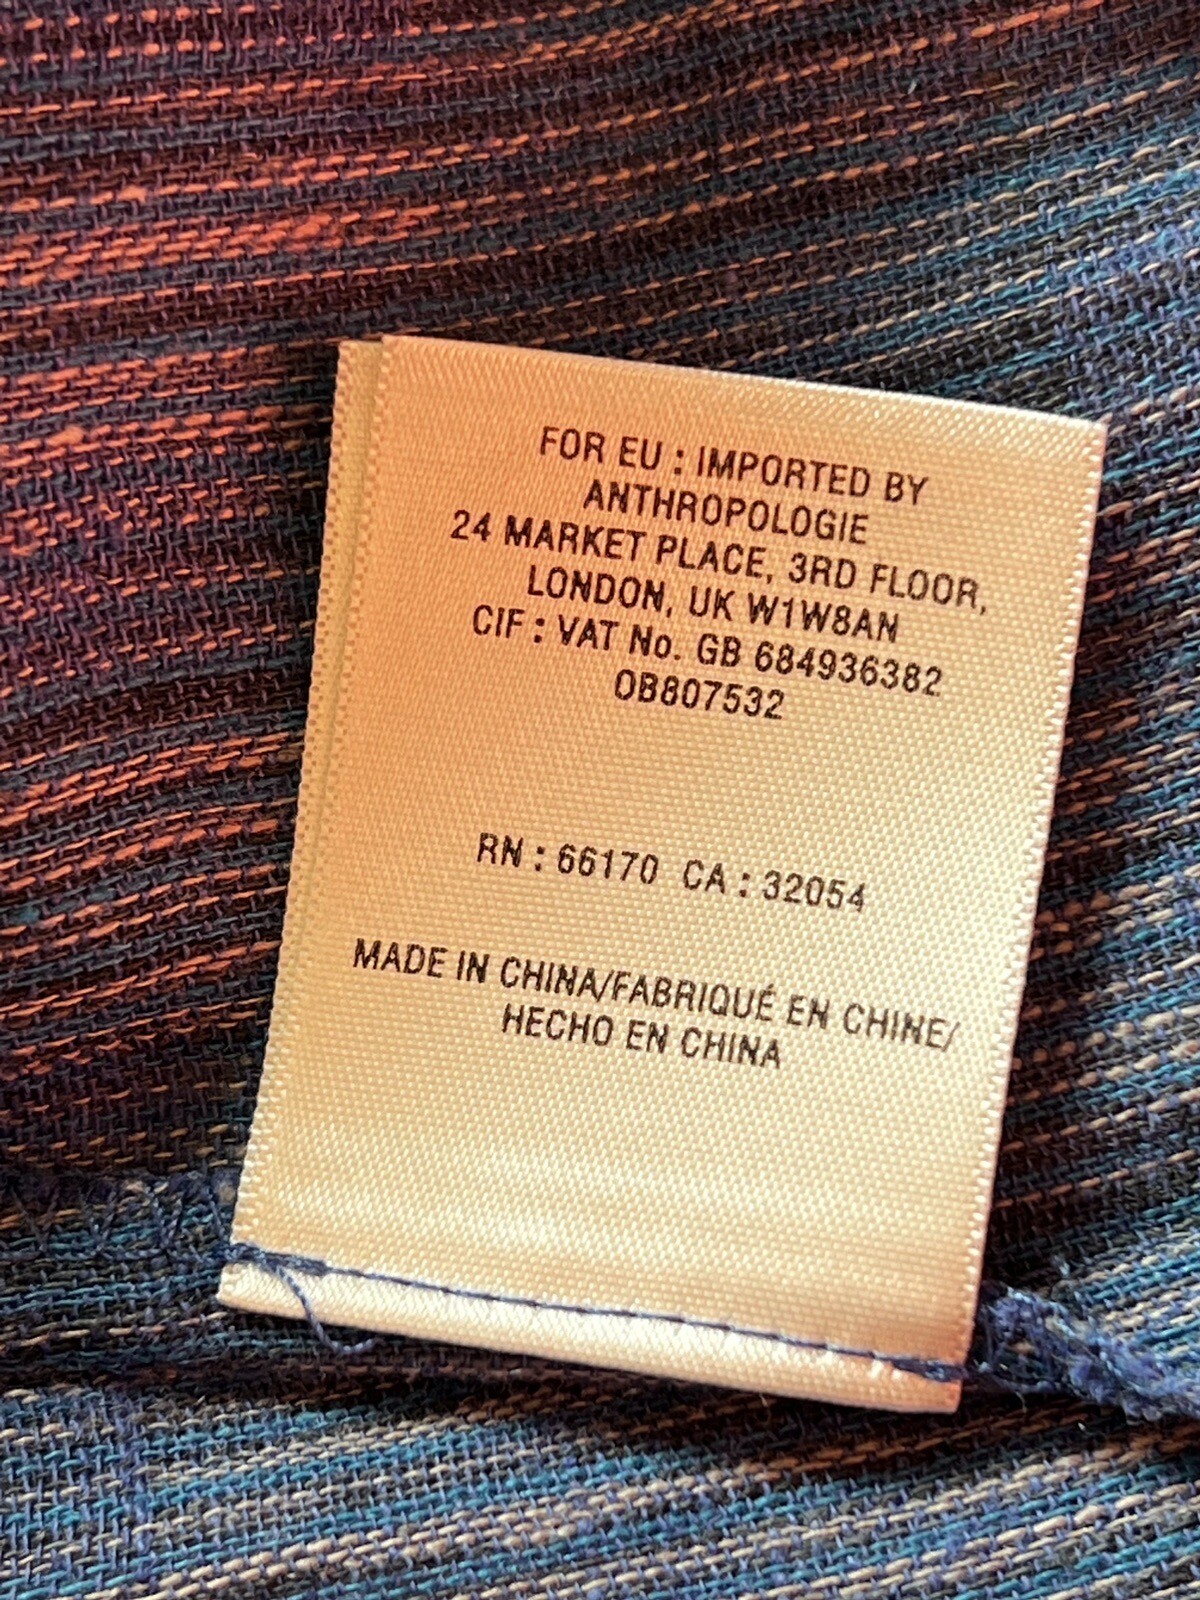 FOR EU : IMPORTED BY
ANTHROPOLOGIE
24 MARKET PLACE, 3RD FLOOR,
LONDON, UK W1W8AN
CIF : VAT No. GB 684936382
OB807532
RN : 66170 CA : 32054
MADE IN CHINA/FABRIQUÉ EN CHINE/
HECHO EN CHINA